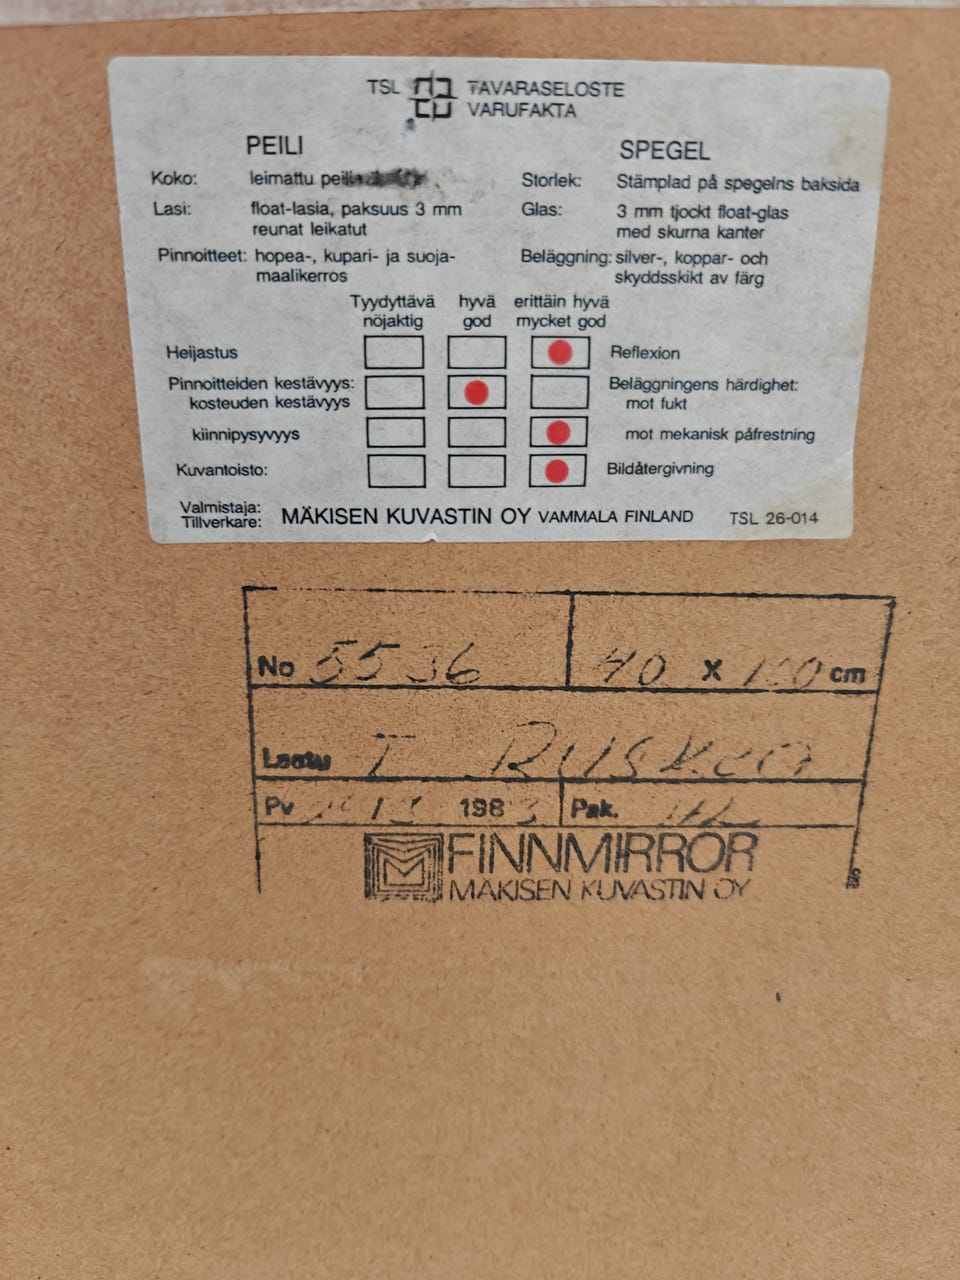 TSL TAVARASELOSTE
VARUFAKTA
PEILI
Koko: leimattu
Lasi: float-lasia, paksuus 3 mm
reunat leikatut
Pinnoitteet: hopea-, kupari- ja suoja-
maalikerros
SPEGEL
Storlek: Stämplad på spegelns baksida
Glas: 3 mm tjockt float-glas
med skurna kanter
Beläggning: silver-, koppar- och
skyddsskikt av färg
Tyydyttävä hyvä erittäin hyvä
nöjaktig god mycket god
Heijastus Reflexion
Pinnoitteiden kestävyys: Beläggningens härdighet:
kosteuden kestävyys mot fukt
kiinnipysyvyys mot mekanisk påfrestning
Kuvantoisto: Bildåtergivning
Valmistaja:
Tillverkare: MÄKISEN KUVASTIN OY VAMMALA FINLAND TSL 26-014
No 5536 40 x 100 cm
Laatu I Ruskea
Pv 198 Pak.
FINNMIRROR
MÄKISEN KUVASTIN OY